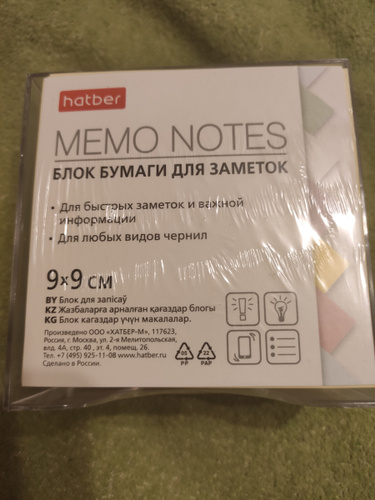 hatber
MEMO NOTES
БЛОК БУМАГИ ДЛЯ ЗАМЕТОК
• Для быстрых заметок и важной
информации
• Для любых видов чернил
9×9 см
BY Блок для запісаў
KZ Жазбаларға арналған қағаздар блогы
KG Блок кагаздар үчүн макалалар.
Произведено ООО «ХАТБЕР-М», 117623,
Россия, г. Москва, ул. 2-я Мелитопольская,
влд. 4А, стр. 40 , эт. 4, помещ. 26.
Тел. +7 (495) 925-11-08 www.hatber.ru
Сделано в России.
05
PP
22
PAP